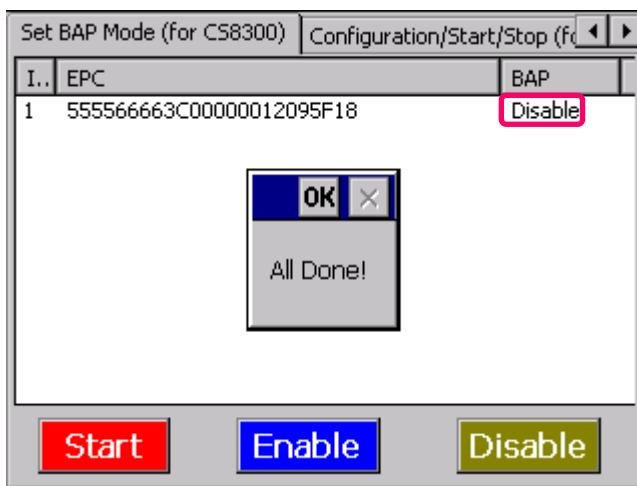 Set BAP Mode (for CS8300) Configuration/Start/Stop (fo
I.. EPC BAP
1 555566663C00000012095F18 Disable
OK
All Done!
Start Enable Disable